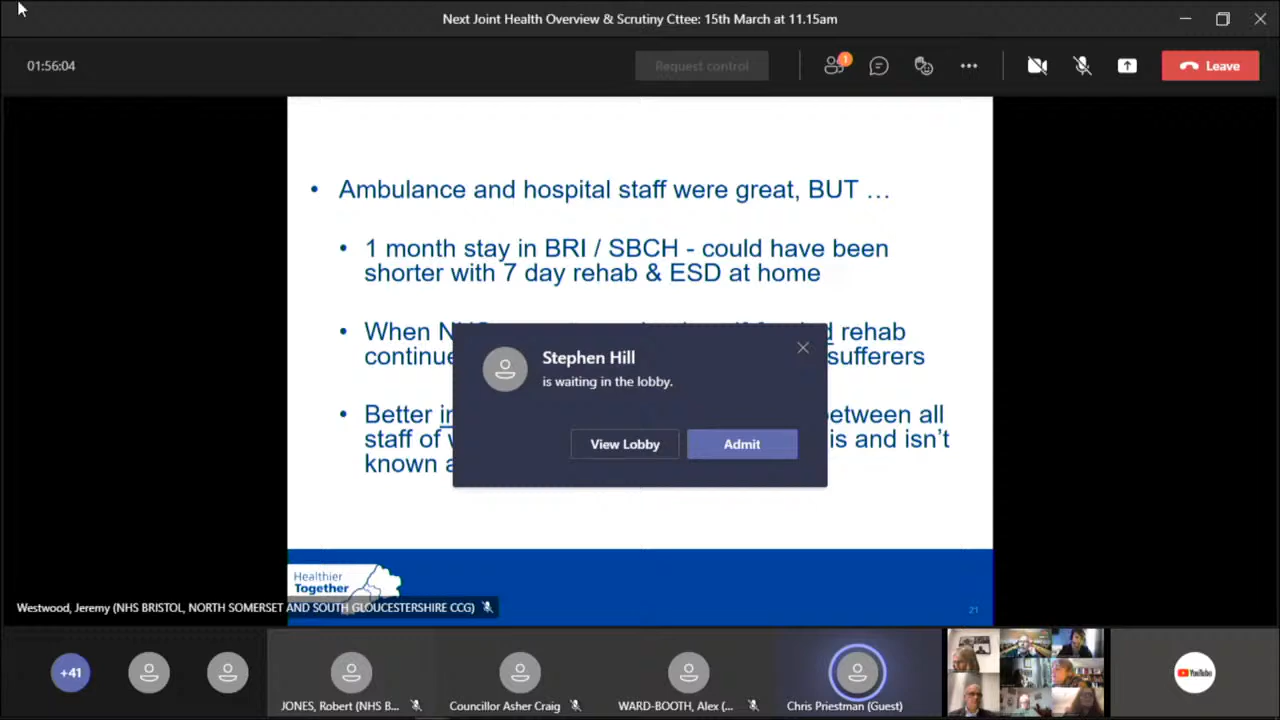 Next Joint Health Overview & Scrutiny Cttee: 15th March at 11.15am
01:56:04
Request control
1
Leave
• Ambulance and hospital staff were great, BUT …
• 1 month stay in BRI / SBCH - could have been
shorter with 7 day rehab & ESD at home
• When rehab
sufferers
• Better all
staff of is and isn't
known
Stephen Hill
is waiting in the lobby.
View Lobby
Admit
Healthier
Together
21
Westwood, Jeremy (NHS BRISTOL, NORTH SOMERSET AND SOUTH GLOUCESTERSHIRE CCG)
+41
JONES, Robert (NHS B...
Councillor Asher Craig
WARD-BOOTH, Alex (...
Chris Priestman (Guest)
YouTube